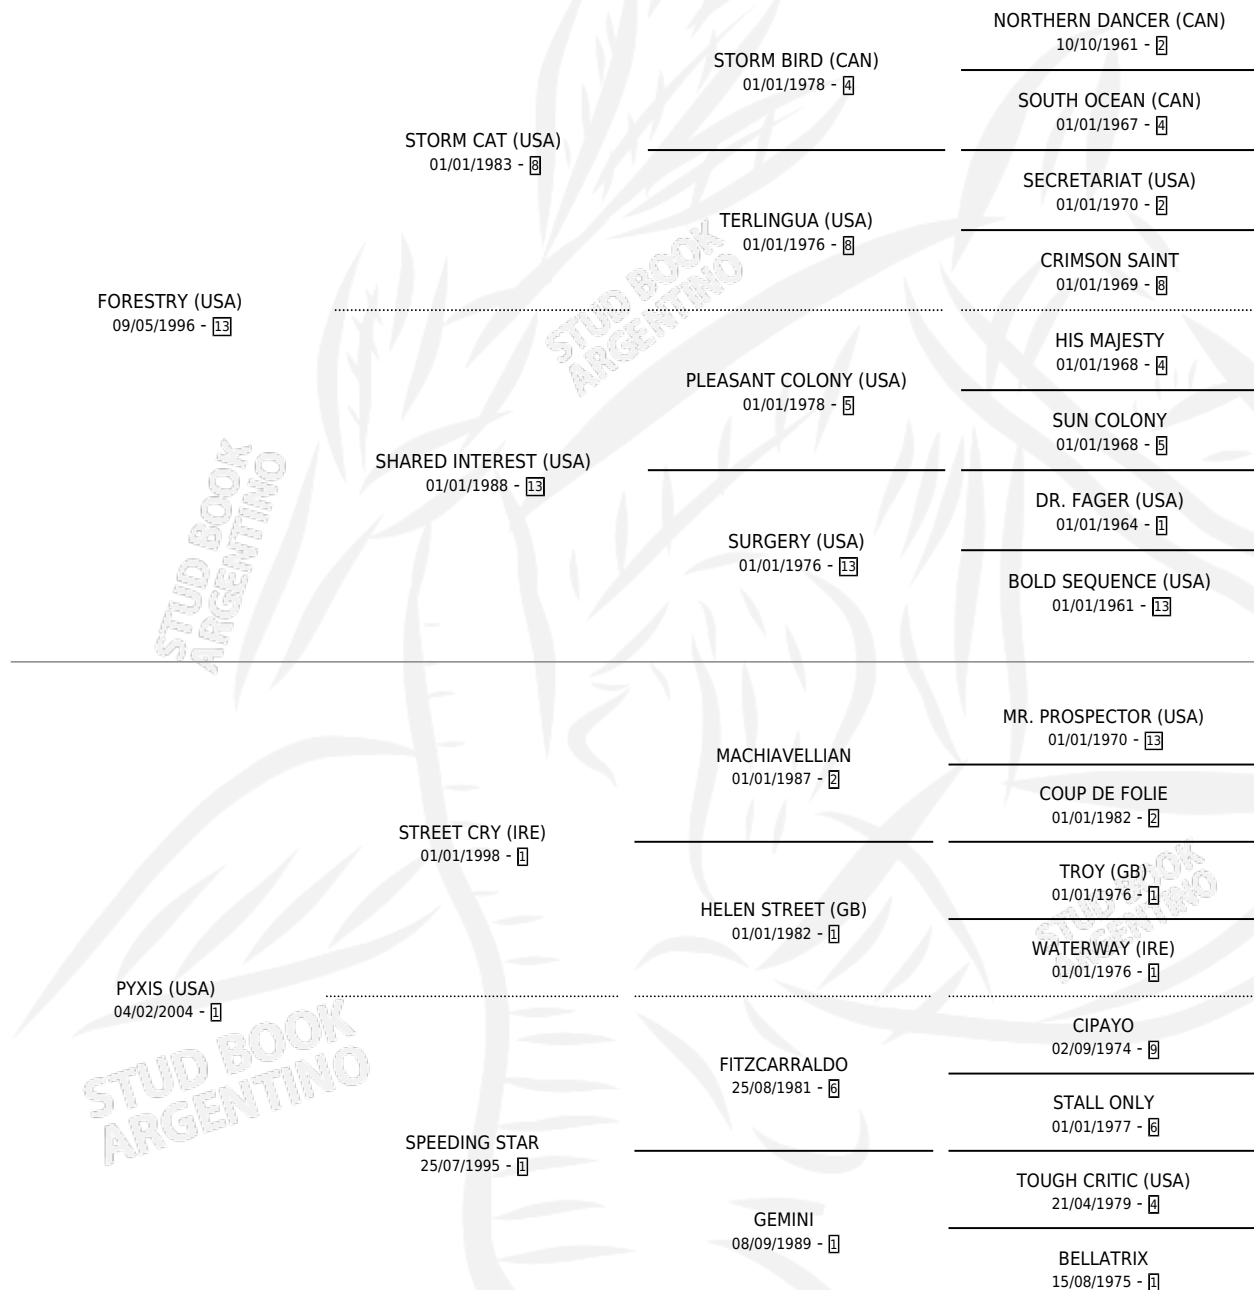 NORTHERN DANCER (CAN)
10/10/1961 - 2
STORM BIRD (CAN)
01/01/1978 - 4
SOUTH OCEAN (CAN)
01/01/1967 - 4
STORM CAT (USA)
01/01/1983 - 8
SECRETARIAT (USA)
01/01/1970 - 2
TERLINGUA (USA)
01/01/1976 - 8
CRIMSON SAINT
01/01/1969 - 8
FORESTRY (USA)
09/05/1996 - 13
HIS MAJESTY
01/01/1968 - 4
PLEASANT COLONY (USA)
01/01/1978 - 5
SUN COLONY
01/01/1968 - 5
SHARED INTEREST (USA)
01/01/1988 - 13
DR. FAGER (USA)
01/01/1964 - 1
SURGERY (USA)
01/01/1976 - 13
BOLD SEQUENCE (USA)
01/01/1961 - 13
MR. PROSPECTOR (USA)
01/01/1970 - 13
MACHIAVELLIAN
01/01/1987 - 2
COUP DE FOLIE
01/01/1982 - 2
STREET CRY (IRE)
01/01/1998 - 1
TROY (GB)
01/01/1976 - 1
HELEN STREET (GB)
01/01/1982 - 1
WATERWAY (IRE)
01/01/1976 - 1
PYXIS (USA)
04/02/2004 - 1
CIPAYO
02/09/1974 - 9
FITZCARRALDO
25/08/1981 - 6
STALL ONLY
01/01/1977 - 6
SPEEDING STAR
25/07/1995 - 1
TOUGH CRITIC (USA)
21/04/1979 - 4
GEMINI
08/09/1989 - 1
BELLATRIX
15/08/1975 - 1
STUD BOOK
ARGENTINO
STUD BOOK
ARGENTINO
STUD BOOK
ARGENTINO
STUD BOOK
ARGENTINO